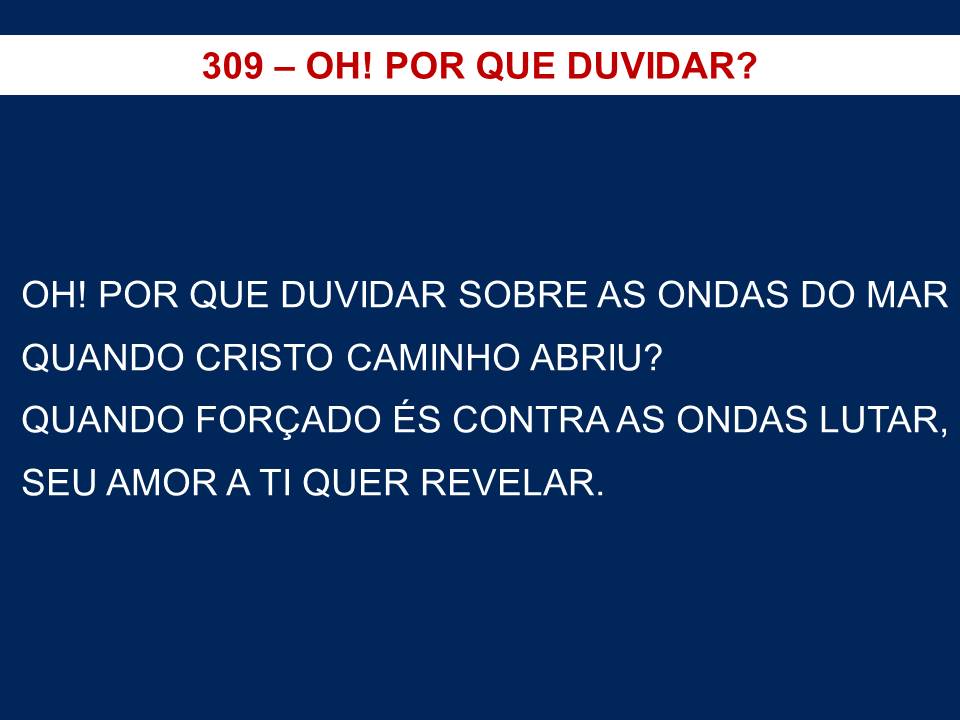 309 – OH! POR QUE DUVIDAR?
OH! POR QUE DUVIDAR SOBRE AS ONDAS DO MAR
QUANDO CRISTO CAMINHO ABRIU?
QUANDO FORÇADO ÉS CONTRA AS ONDAS LUTAR,
SEU AMOR A TI QUER REVELAR.